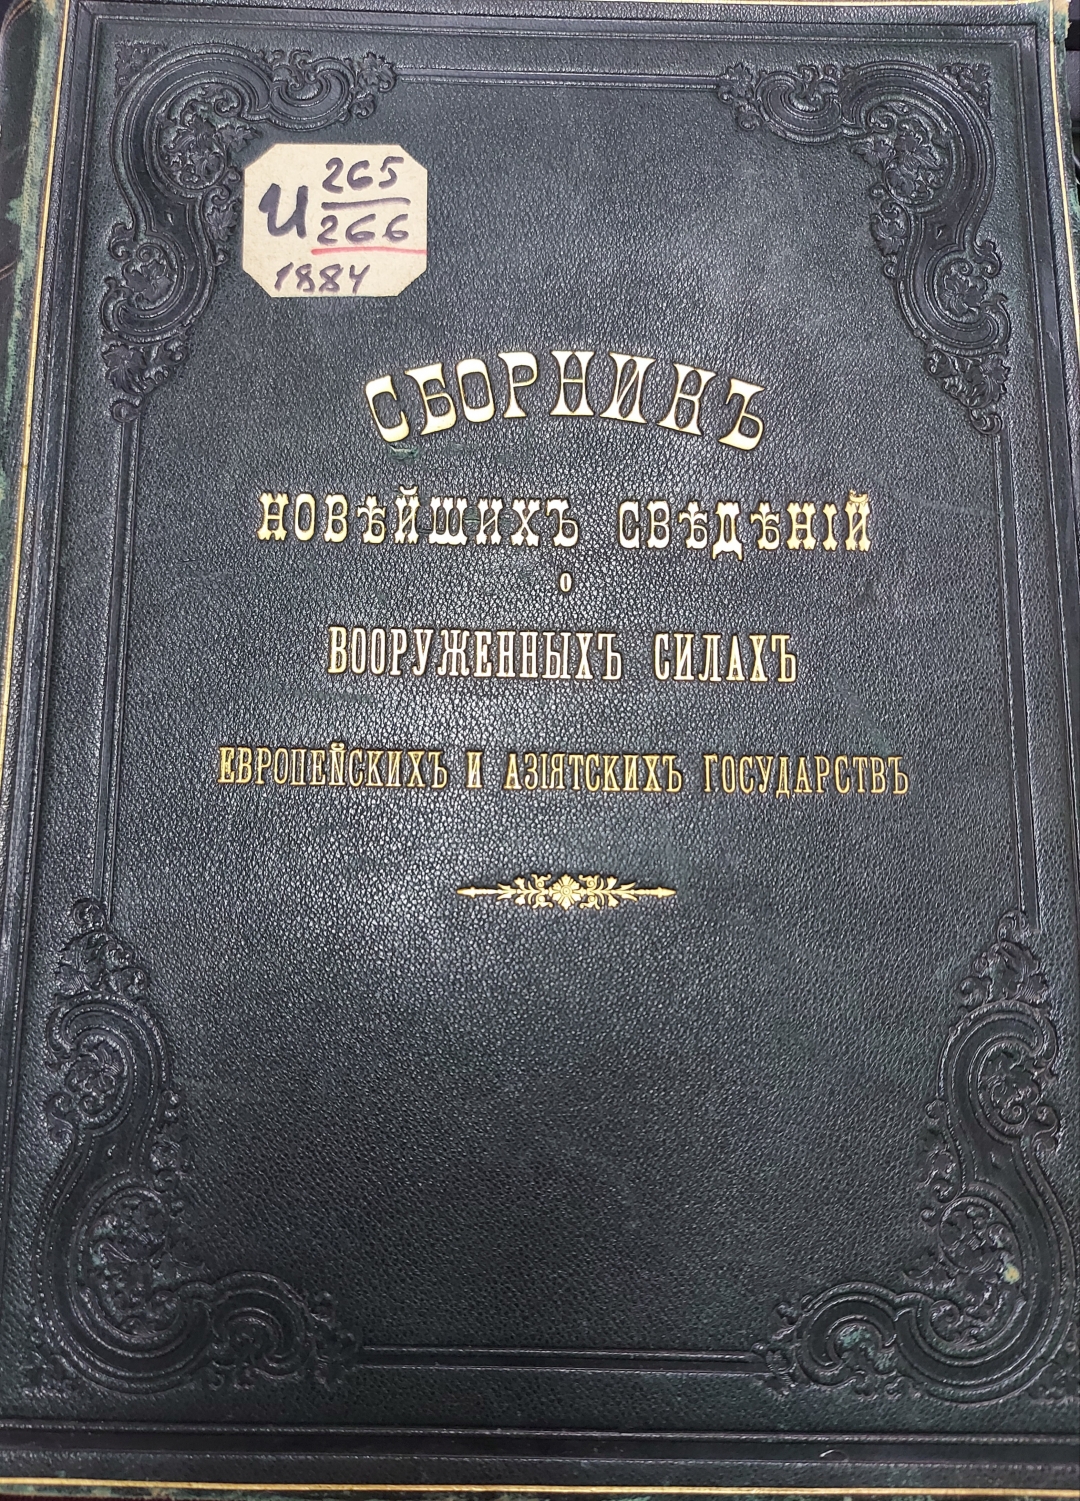 И 265
266
1884
СБОРНИКЪ
НОВѢЙШИХЪ СВѢДѢНІЙ
О
ВООРУЖЕННЫХЪ СИЛАХЪ
ЕВРОПЕЙСКИХЪ И АЗІЯТСКИХЪ ГОСУДАРСТВЪ